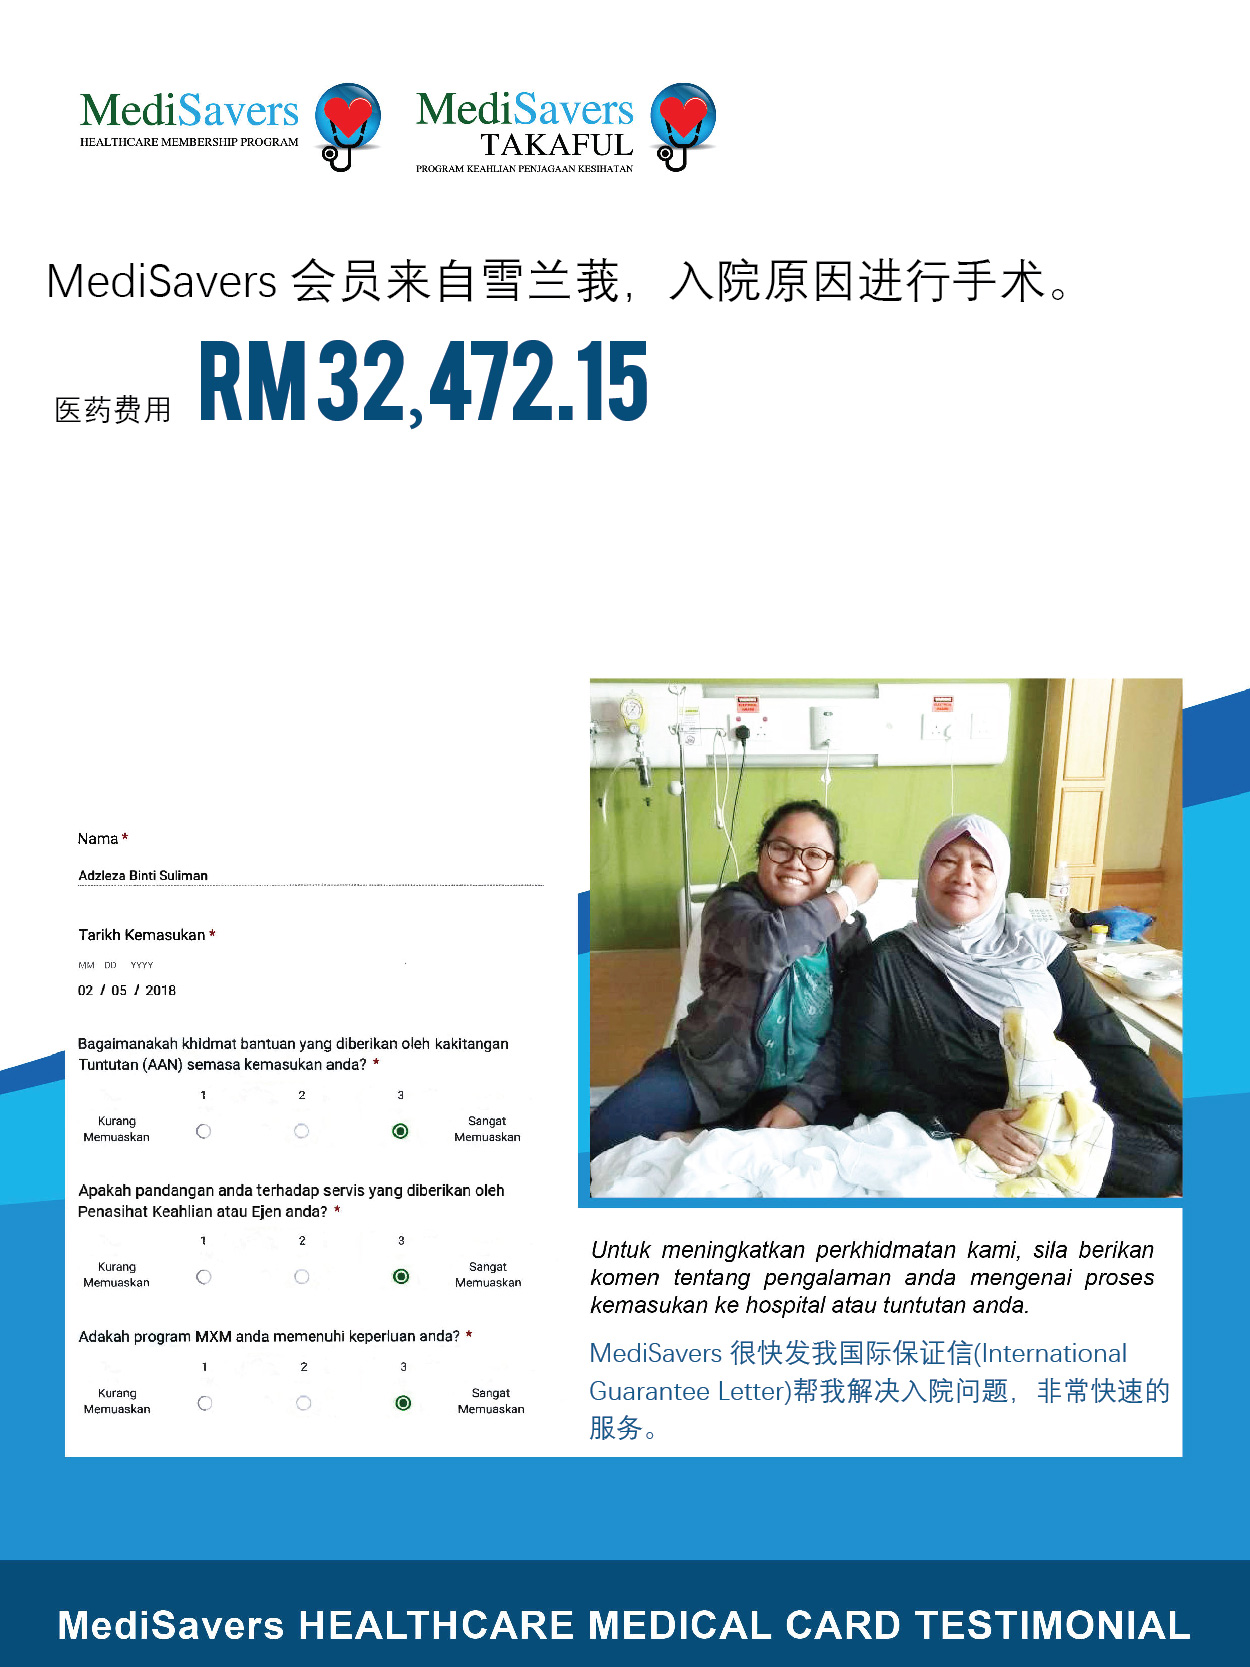 MediSavers
HEALTHCARE MEMBERSHIP PROGRAM
MediSavers
TAKAFUL
PROGRAM KEAHLIAN PENJAGAAN KESIHATAN
MediSavers 会员来自雪兰莪，入院原因进行手术。
医药费用 RM32,472.15
Nama *
Adzleza Binti Suliman
Tarikh Kemasukan *
MM DD YYYY
02 / 05 / 2018
Bagaimanakah khidmat bantuan yang diberikan oleh kakitangan
Tuntutan (AAN) semasa kemasukan anda? *
1 2 3
Kurang Memuaskan
Sangat Memuaskan
Apakah pandangan anda terhadap servis yang diberikan oleh
Penasihat Keahlian atau Ejen anda? *
1 2 3
Kurang Memuaskan
Sangat Memuaskan
Adakah program MXM anda memenuhi keperluan anda? *
1 2 3
Kurang Memuaskan
Sangat Memuaskan
Untuk meningkatkan perkhidmatan kami, sila berikan
komen tentang pengalaman anda mengenai proses
kemasukan ke hospital atau tuntutan anda.
MediSavers 很快发我国际保证信(International
Guarantee Letter)帮我解决入院问题，非常快速的
服务。
MediSavers HEALTHCARE MEDICAL CARD TESTIMONIAL